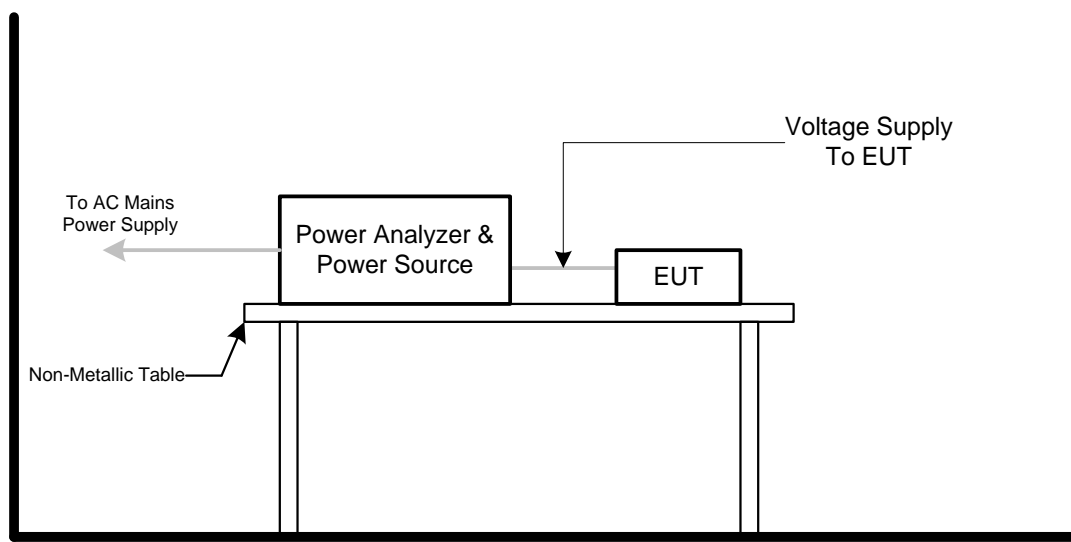 Voltage Supply
To EUT
To AC Mains
Power Supply
Power Analyzer &
Power Source
EUT
Non-Metallic Table